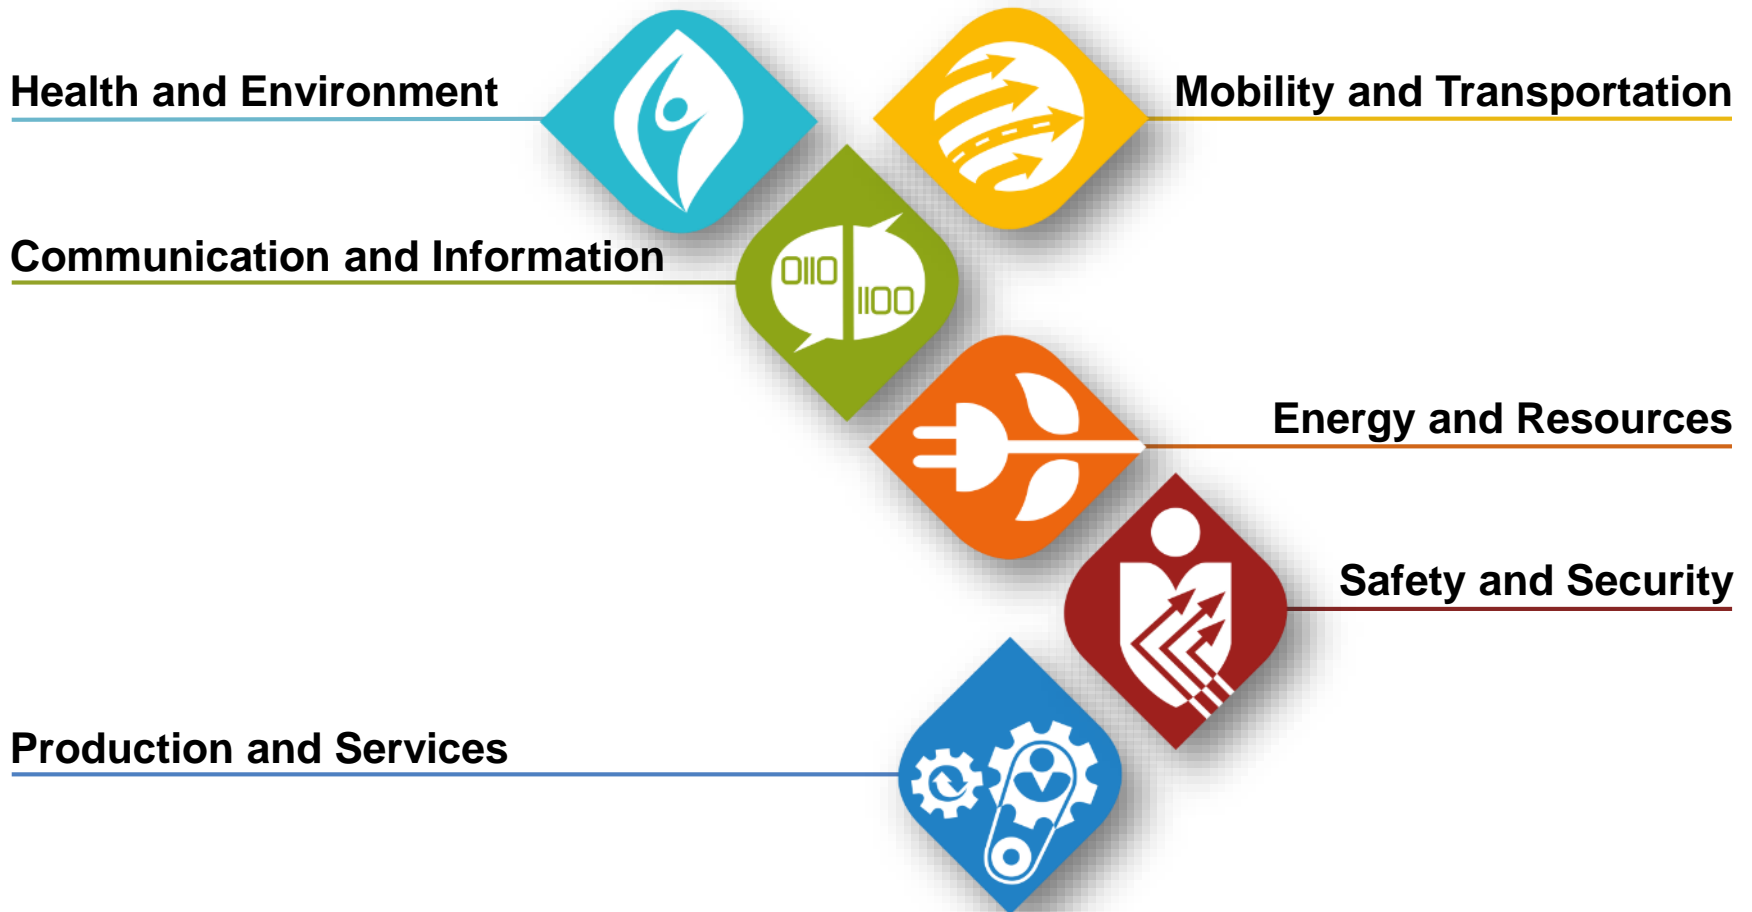 Health and Environment
Mobility and Transportation
Communication and Information
0110
1100
Energy and Resources
Safety and Security
Production and Services